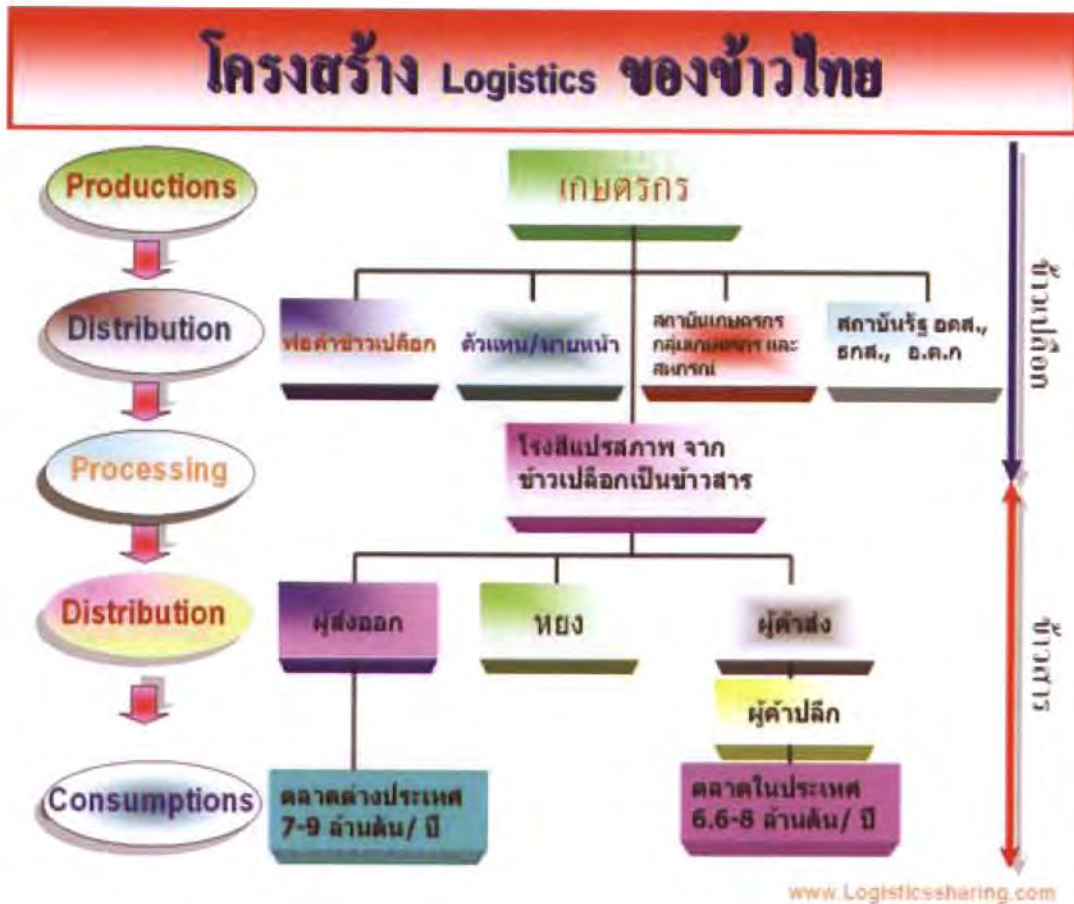 โครงสร้าง Logistics ของข้าวไทย
Productions
เกษตรกร
ข้าวเปลือก
Distribution
พ่อค้าข้าวเปลือก
ตัวแทน/นายหน้า
สถาบันเกษตรกร
กลุ่มเกษตรกร และ
สหกรณ์
สถาบันรัฐ อคส.,
ธกส., อ.ต.ก
Processing
โรงสีแปรสภาพ จาก
ข้าวเปลือกเป็นข้าวสาร
Distribution
ผู้ส่งออก
หยง
ผู้ค้าส่ง
ข้าวสาร
ผู้ค้าปลีก
Consumptions
ตลาดต่างประเทศ
7-9 ล้านตัน/ ปี
ตลาดในประเทศ
6.6-8 ล้านตัน/ ปี
www.Logisticssharing.com